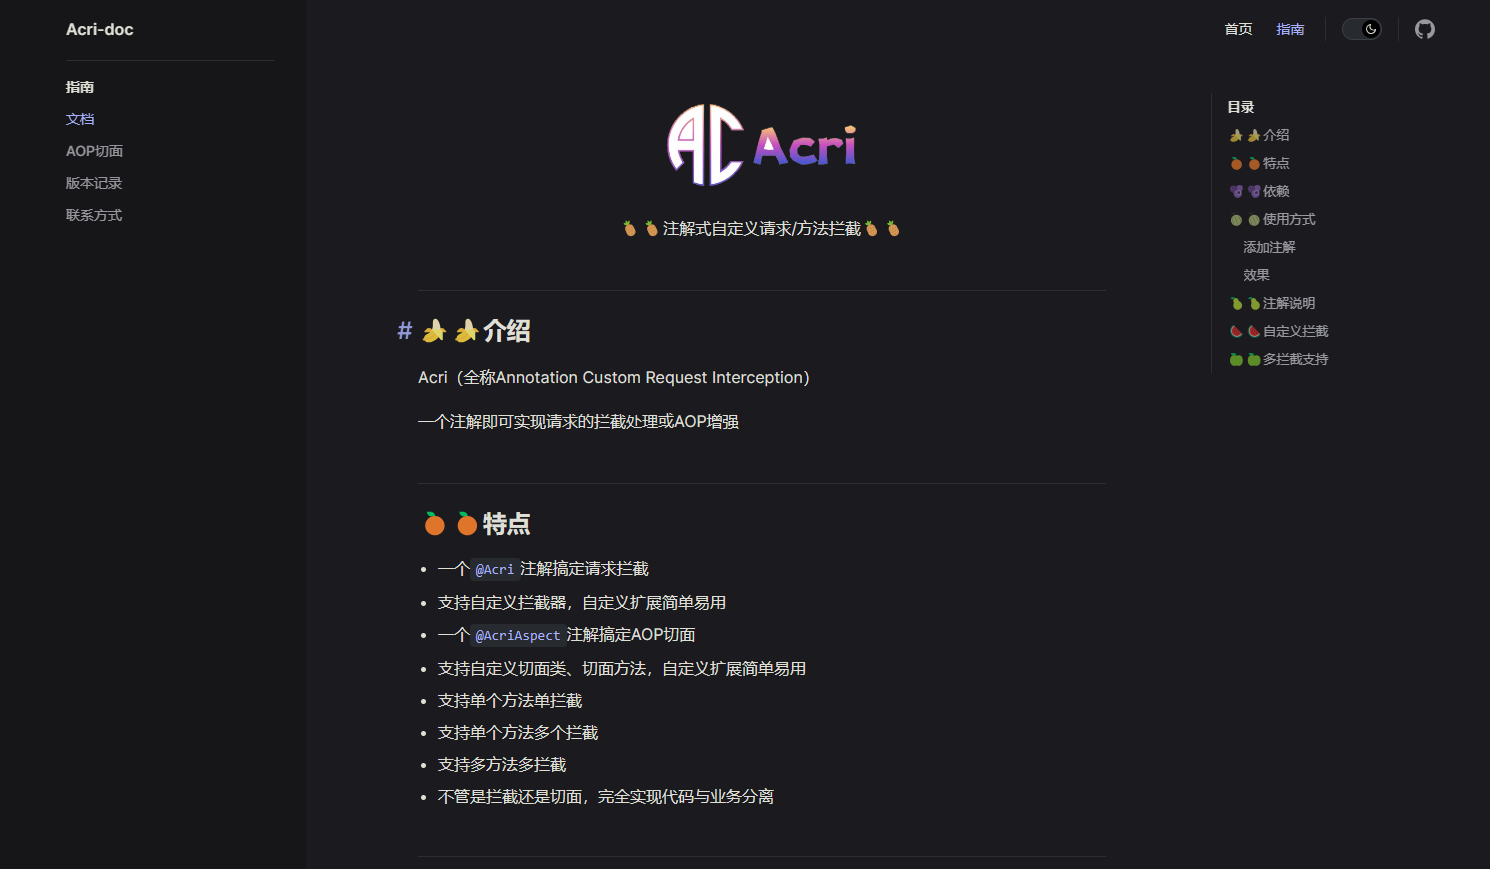 Acri-doc
首页
指南
指南
文档
AOP切面
版本记录
联系方式
AC Acri
🍍🍍注解式自定义请求/方法拦截🍍🍍
# 🍌🍌介绍
Acri（全称Annotation Custom Request Interception）
一个注解即可实现请求的拦截处理或AOP增强
🍊🍊特点
• 一个 @Acri 注解搞定请求拦截
• 支持自定义拦截器，自定义扩展简单易用
• 一个 @AcriAspect 注解搞定AOP切面
• 支持自定义切面类、切面方法，自定义扩展简单易用
• 支持单个方法单拦截
• 支持单个方法多个拦截
• 支持多方法多拦截
• 不管是拦截还是切面，完全实现代码与业务分离
目录
🍌🍌介绍
🍊🍊特点
🍇🍇依赖
🍈🍈使用方式
添加注解
效果
🍐🍐注解说明
🍉🍉自定义拦截
🍏🍏多拦截支持